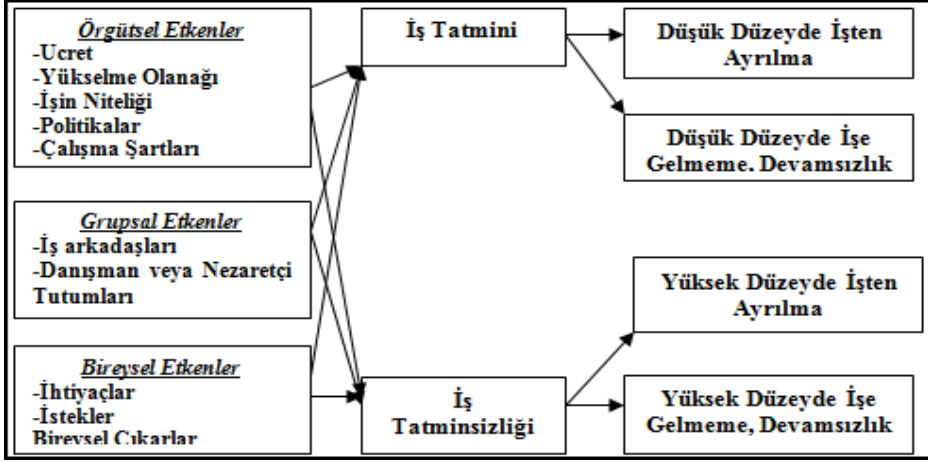 Örgütsel Etkenler
-Ucret
-Yükselme Olanağı
-İşin Niteliği
-Politikalar
-Çalışma Şartları
Grupsal Etkenler
-İş arkadaşları
-Danışman veya Nezaretçi
Tutumları
Bireysel Etkenler
-İhtiyaçlar
-İstekler
Bireysel Çıkarlar
İş Tatmini
İş
Tatminsizliği
Düşük Düzeyde İşten
Ayrılma
Düşük Düzeyde İşe
Gelmeme. Devamsızlık
Yüksek Düzeyde İşten
Ayrılma
Yüksek Düzeyde İşe
Gelmeme, Devamsızlık